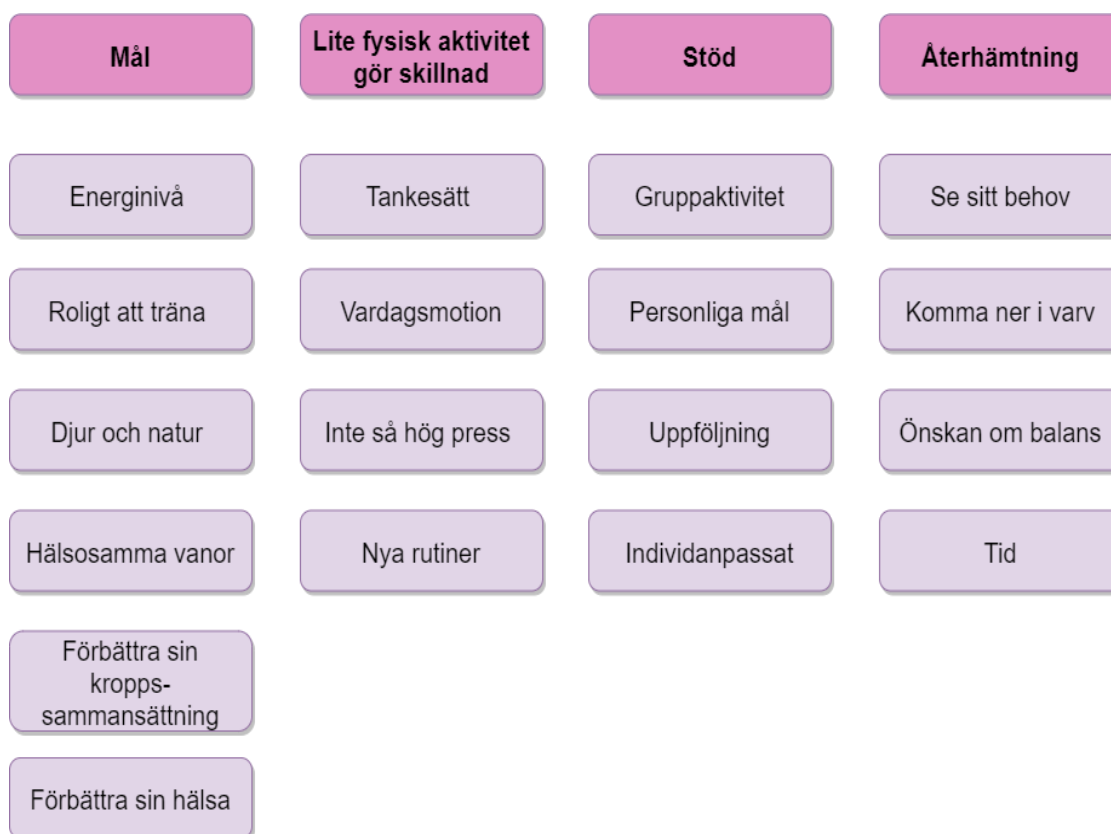 Mål
Lite fysisk aktivitet
gör skillnad
Stöd
Återhämtning
Energinivå
Tankesätt
Gruppaktivitet
Se sitt behov
Roligt att träna
Vardagsmotion
Personliga mål
Komma ner i varv
Djur och natur
Inte så hög press
Uppföljning
Önskan om balans
Hälsosamma vanor
Nya rutiner
Individanpassat
Tid
Förbättra sin
kropps-
sammansättning
Förbättra sin hälsa